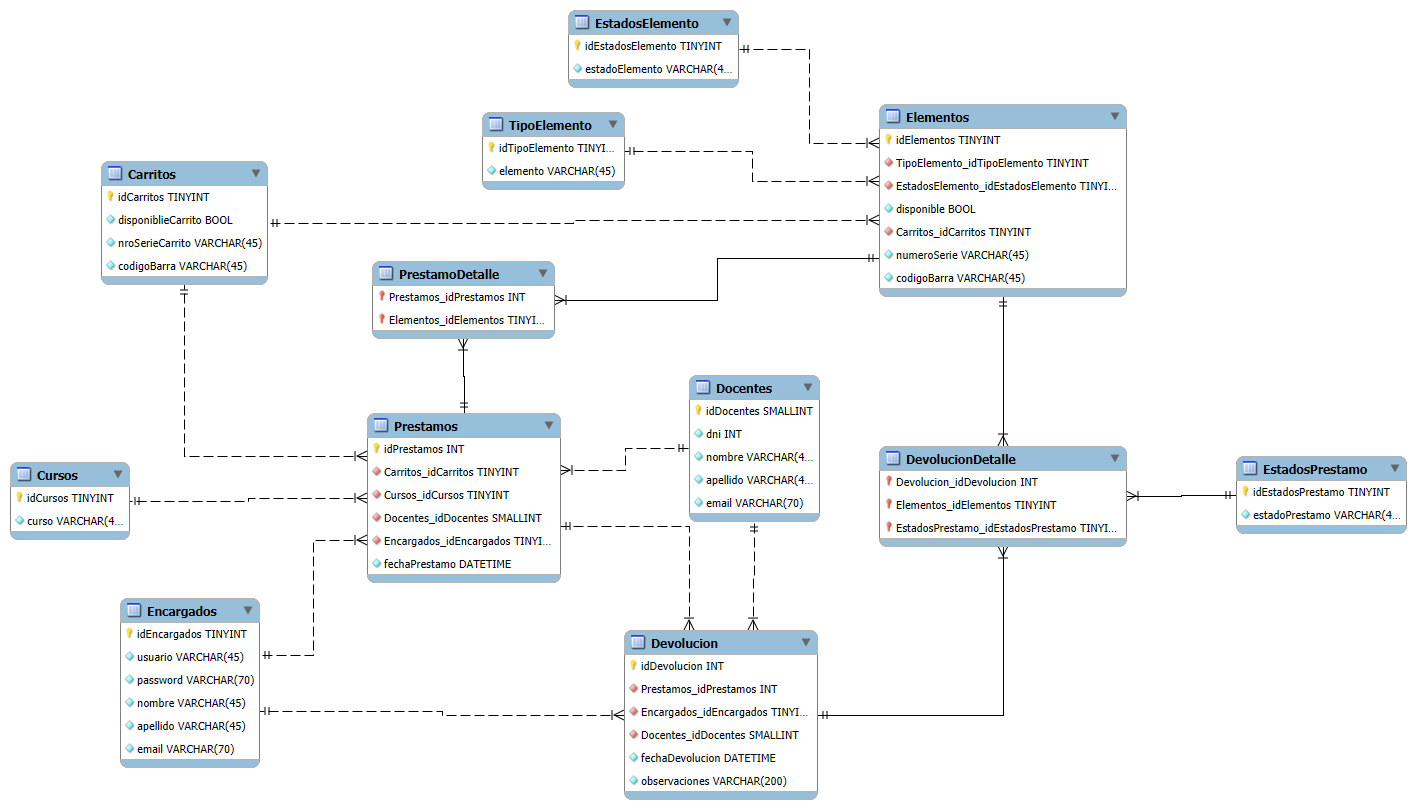 EstadosElemento
idEstadosElemento TINYINT
estadoElemento VARCHAR(4...
TipoElemento
idTipoElemento TINYI...
elemento VARCHAR(45)
Elementos
idElementos TINYINT
TipoElemento_idTipoElemento TINYINT
EstadosElemento_idEstadosElemento TINYI...
disponible BOOL
Carritos_idCarritos TINYINT
numeroSerie VARCHAR(45)
codigoBarra VARCHAR(45)
Carritos
idCarritos TINYINT
disponiblieCarrito BOOL
nroSerieCarrito VARCHAR(45)
codigoBarra VARCHAR(45)
PrestamoDetalle
Prestamos_idPrestamos INT
Elementos_idElementos TINYI...
Docentes
idDocentes SMALLINT
dni INT
nombre VARCHAR(4...
apellido VARCHAR(4...
email VARCHAR(70)
Prestamos
idPrestamos INT
Carritos_idCarritos TINYINT
Cursos_idCursos TINYINT
Docentes_idDocentes SMALLINT
Encargados_idEncargados TINYI...
fechaPrestamo DATETIME
Cursos
idCursos TINYINT
curso VARCHAR(4...
DevolucionDetalle
Devolucion_idDevolucion INT
Elementos_idElementos TINYINT
EstadosPrestamo_idEstadosPrestamo TINYI...
EstadosPrestamo
idEstadosPrestamo TINYINT
estadoPrestamo VARCHAR(4...
Encargados
idEncargados TINYINT
usuario VARCHAR(45)
password VARCHAR(70)
nombre VARCHAR(45)
apellido VARCHAR(45)
email VARCHAR(70)
Devolucion
idDevolucion INT
Prestamos_idPrestamos INT
Encargados_idEncargados TINYI...
Docentes_idDocentes SMALLINT
fechaDevolucion DATETIME
observaciones VARCHAR(200)